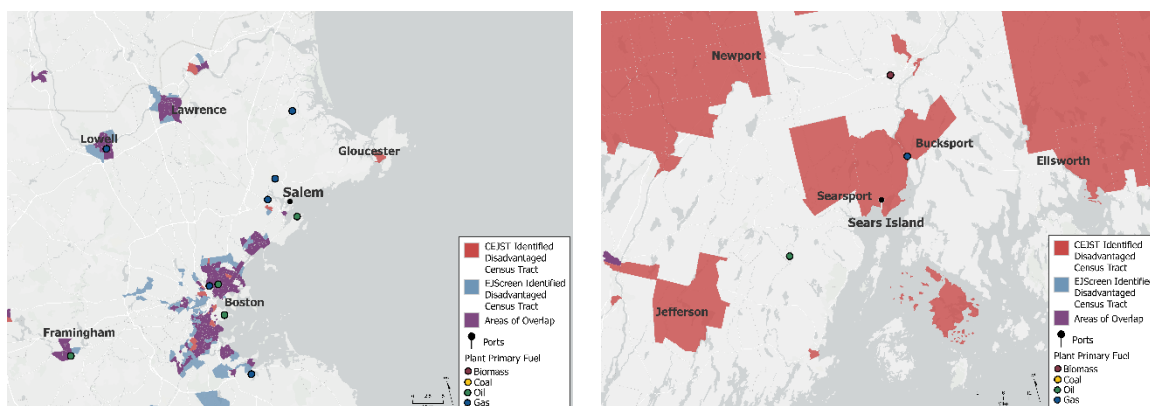 Lawrence
Lowell
Gloucester
Salem
Boston
Framingham
CEJST Identified
Disadvantaged
Census Tract
EJScreen Identified
Disadvantaged
Census Tract
Areas of Overlap
Ports
Plant Primary Fuel
Biomass
Coal
Oil
Gas
Newport
Bucksport
Ellsworth
Searsport
Sears Island
Jefferson
CEJST Identified
Disadvantaged
Census Tract
EJScreen Identified
Disadvantaged
Census Tract
Areas of Overlap
Ports
Plant Primary Fuel
Biomass
Coal
Oil
Gas